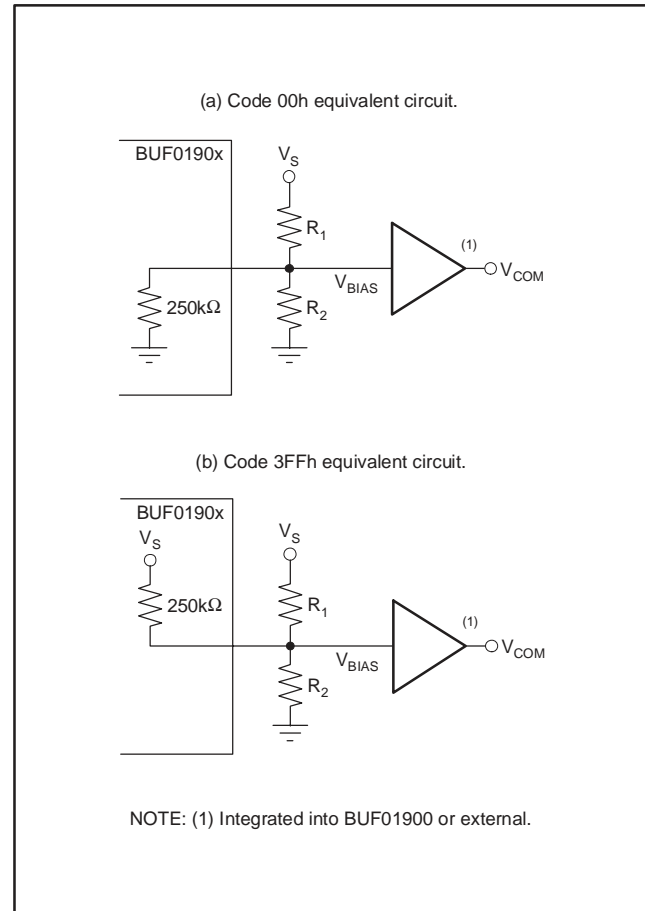 (a) Code 00h equivalent circuit.
BUF0190x
V_S
R_1
(1)
V_COM
V_BIAS
250kΩ
R_2
(b) Code 3FFh equivalent circuit.
BUF0190x
V_S
V_S
250kΩ
R_1
(1)
V_COM
V_BIAS
R_2
NOTE: (1) Integrated into BUF01900 or external.